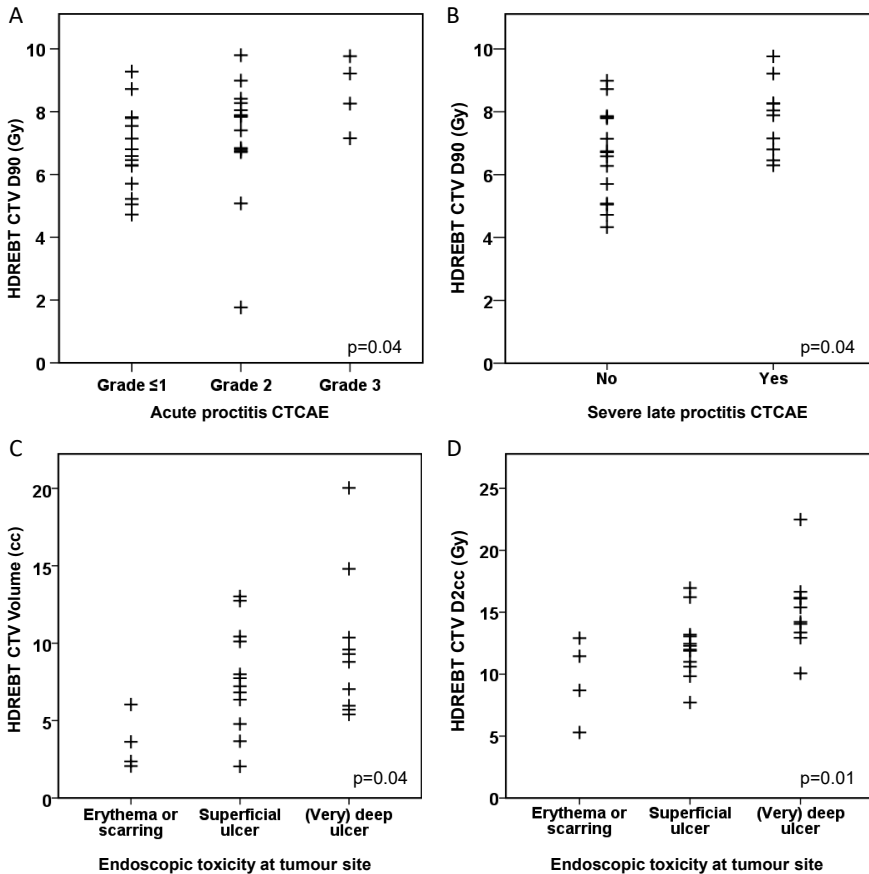 A
HDREBT CTV D90 (Gy)
10
8
6
4
2
0
p=0.04
Grade ≤1 Grade 2 Grade 3
Acute proctitis CTCAE
B
HDREBT CTV D90 (Gy)
10
8
6
4
2
0
p=0.04
No Yes
Severe late proctitis CTCAE
C
HDREBT CTV Volume (cc)
20
15
10
5
0
p=0.04
Erythema or Superficial (Very) deep
scarring ulcer ulcer
Endoscopic toxicity at tumour site
D
HDREBT CTV D2cc (Gy)
25
20
15
10
5
0
p=0.01
Erythema or Superficial (Very) deep
scarring ulcer ulcer
Endoscopic toxicity at tumour site